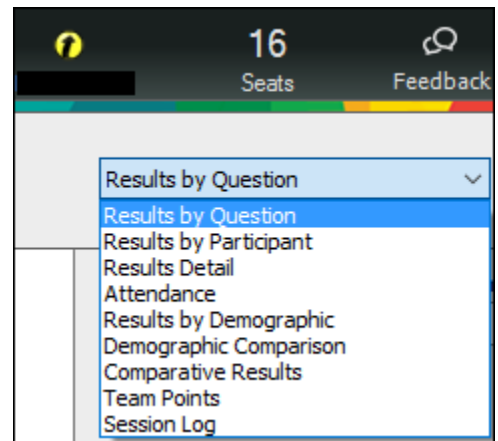 16
Seats
Feedback
Results by Question
Results by Question
Results by Participant
Results Detail
Attendance
Results by Demographic
Demographic Comparison
Comparative Results
Team Points
Session Log